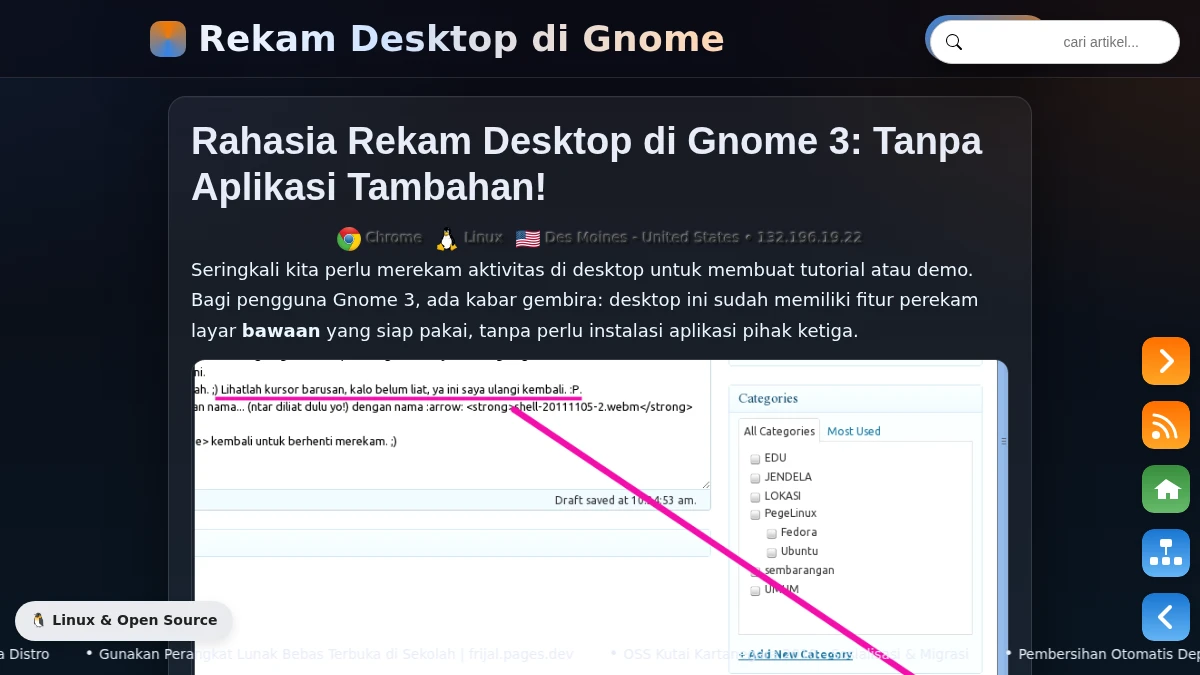 Rekam Desktop di Gnome
cari artikel...
Rahasia Rekam Desktop di Gnome 3: Tanpa
Aplikasi Tambahan!
Chrome Linux Des Moines - United States • 132.196.19.22
Seringkali kita perlu merekam aktivitas di desktop untuk membuat tutorial atau demo.
Bagi pengguna Gnome 3, ada kabar gembira: desktop ini sudah memiliki fitur perekam
layar bawaan yang siap pakai, tanpa perlu instalasi aplikasi pihak ketiga.
ni.
ah. ;) Lihatlah kursor barusan, kalo belum liat, ya ini saya ulangi kembali. :P.
an nama... (ntar diliat dulu yo!) dengan nama :arrow: <strong>shell-20111105-2.webm</strong>
e> kembali untuk berhenti merekam. ;)
Draft saved at 10:24:53 am.
Categories
All Categories Most Used
EDU
JENDELA
LOKASI
PegeLinux
Fedora
Ubuntu
sembarangan
UMUM
+ Add New Category
Linux & Open Source
a Distro • Gunakan Perangkat Lunak Bebas Terbuka di Sekolah | frijal.pages.dev • OSS Kutai & Migrasi • Pembersihan Otomatis Dep